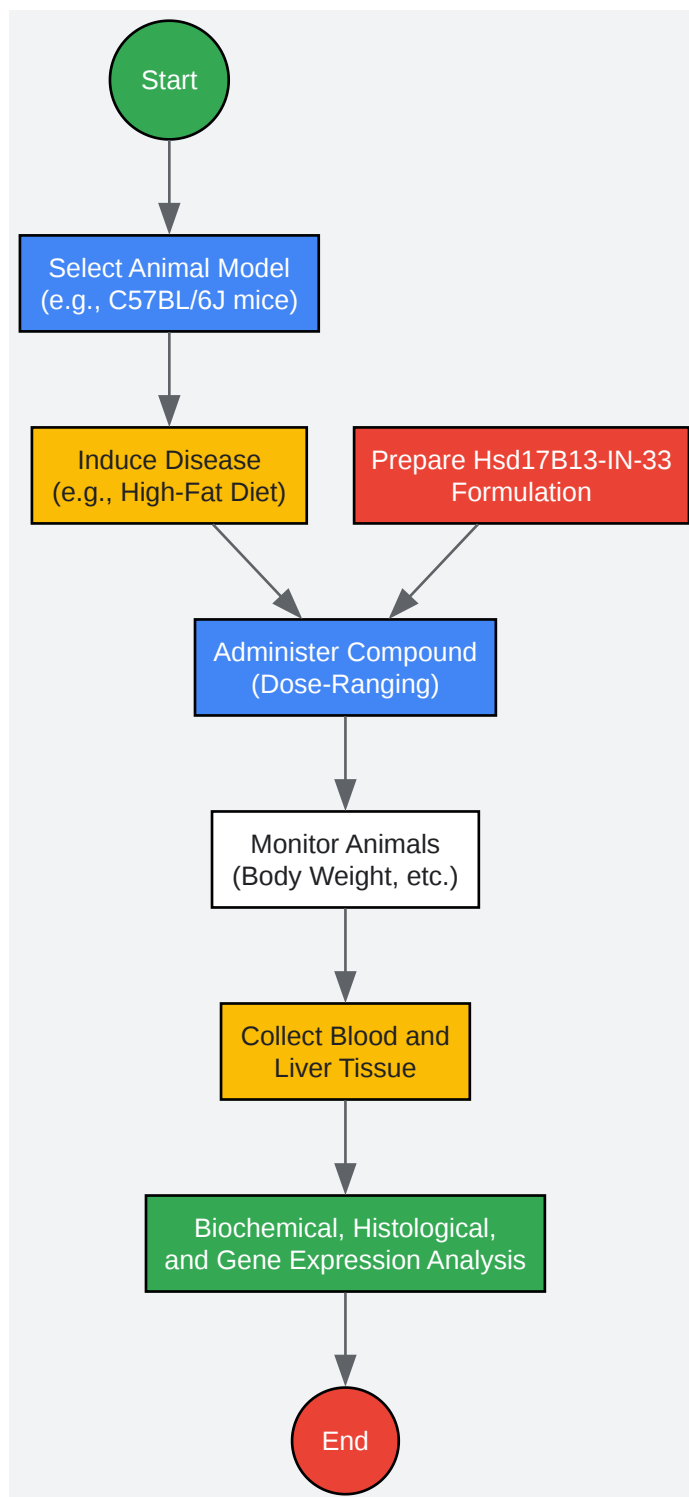 Start
Select Animal Model
(e.g., C57BL/6J mice)
Induce Disease
(e.g., High-Fat Diet)
Prepare Hsd17B13-IN-33
Formulation
Administer Compound
(Dose-Ranging)
Monitor Animals
(Body Weight, etc.)
Collect Blood and
Liver Tissue
Biochemical, Histological,
and Gene Expression Analysis
End